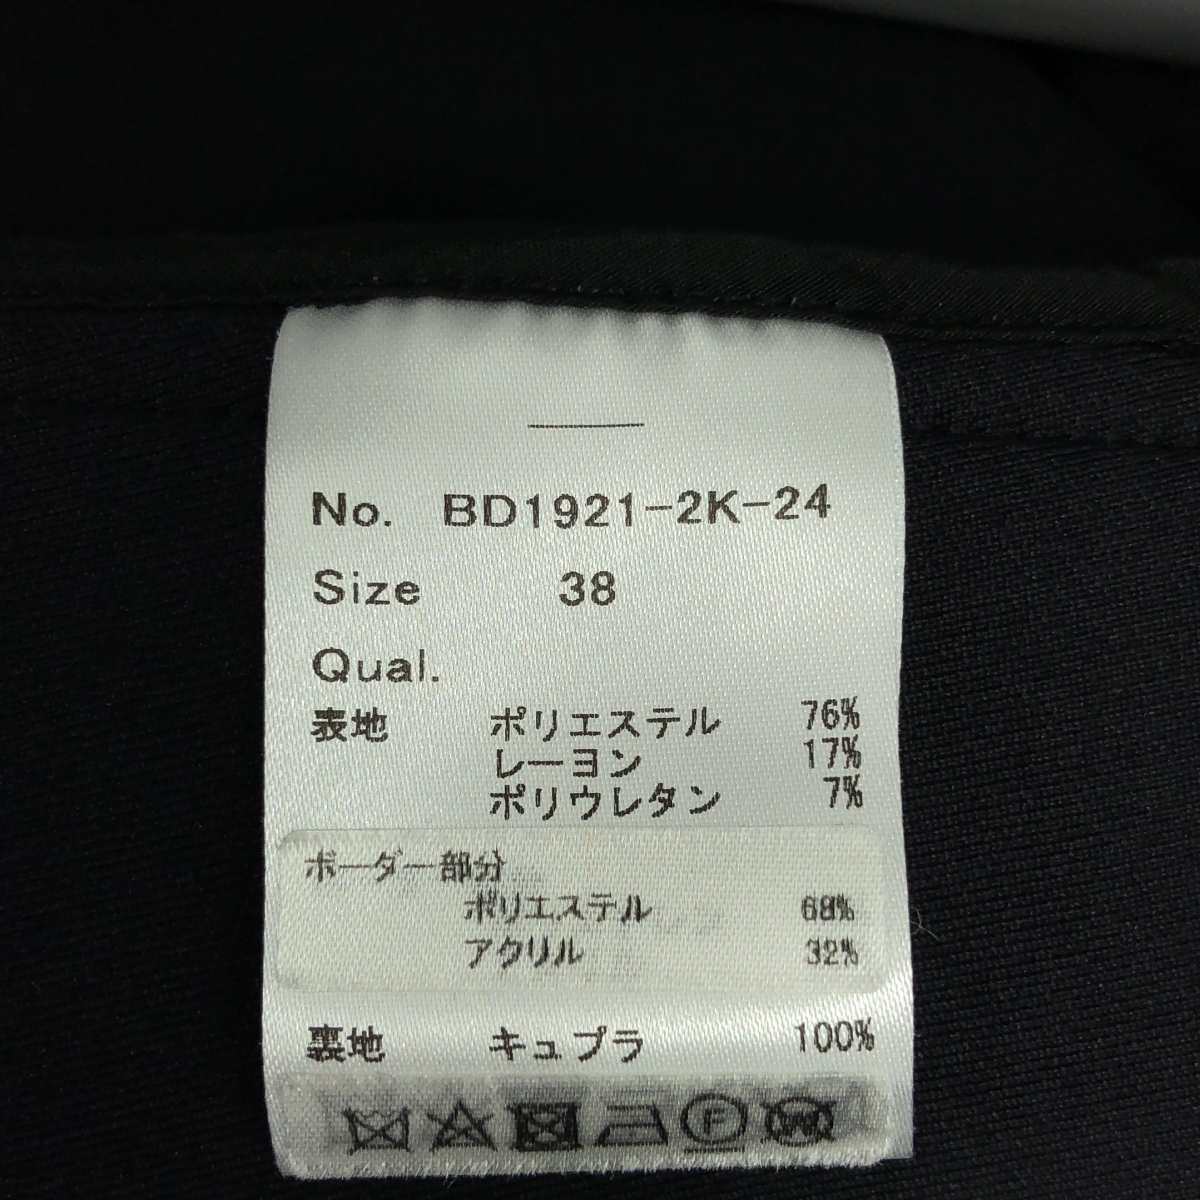 No. BD1921-2K-24
Size 38
Qual.
表地 ポリエステル 76%
レーヨン 17%
ポリウレタン 7%
ボーダー部分
ポリエステル 68%
アクリル 32%
裏地 キュプラ 100%
F W